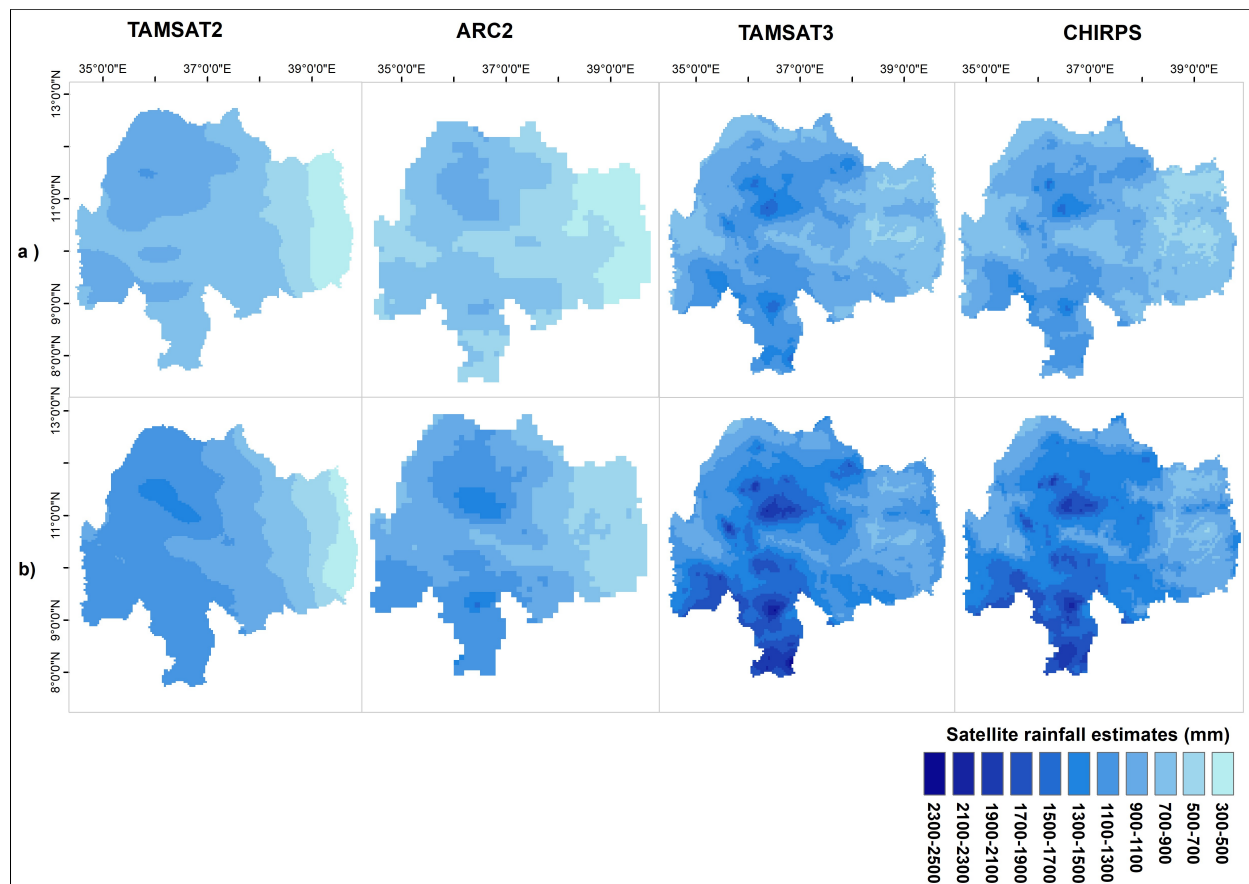 TAMSAT2 ARC2 TAMSAT3 CHIRPS
35°0'0"E 37°0'0"E 39°0'0"E 35°0'0"E 37°0'0"E 39°0'0"E 35°0'0"E 37°0'0"E 39°0'0"E 35°0'0"E 37°0'0"E 39°0'0"E
13°0'0"N
11°0'0"N
a )
9°0'0"N
8°0'0"N
13°0'0"N
11°0'0"N
b)
9°0'0"N
8°0'0"N
Satellite rainfall estimates (mm)
2300-2500
2100-2300
1900-2100
1700-1900
1500-1700
1300-1500
1100-1300
900-1100
700-900
500-700
300-500